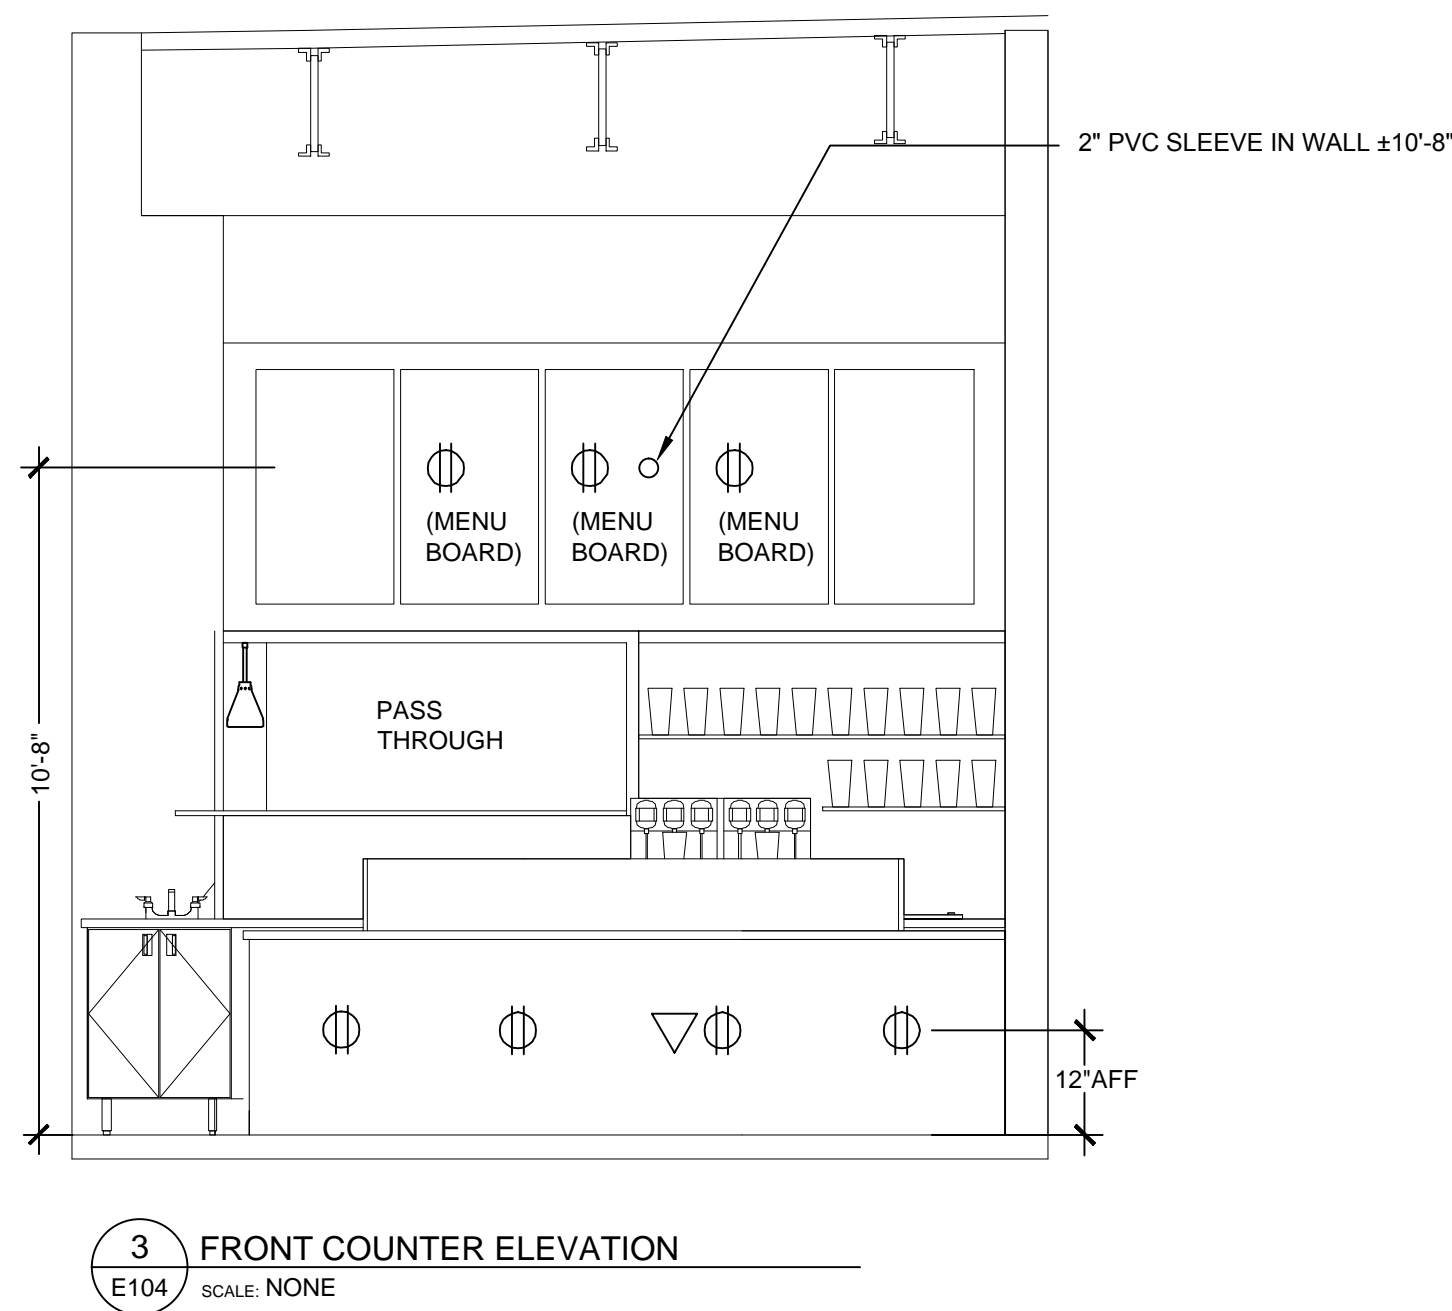 2" PVC SLEEVE IN WALL ±10'-8"
(MENU
BOARD)
(MENU
BOARD)
(MENU
BOARD)
10'-8"
PASS
THROUGH
12"AFF
3
E104
FRONT COUNTER ELEVATION
SCALE: NONE